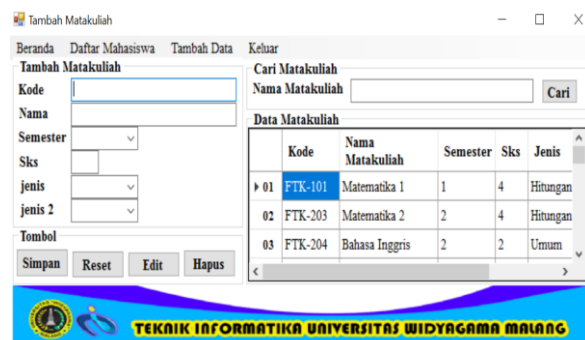 Tambah Matakuliah
Beranda Daftar Mahasiswa Tambah Data Keluar
Tambah Matakuliah
Kode
Nama
Semester
Sks
jenis
jenis 2
Tombol
Simpan Reset Edit Hapus
Cari Matakuliah
Nama Matakuliah Cari
Data Matakuliah
Kode Nama Matakuliah Semester Sks Jenis
01 FTK-101 Matematika 1 1 4 Hitungan
02 FTK-203 Matematika 2 2 4 Hitungan
03 FTK-204 Bahasa Inggris 2 2 Umum
TEKNIK INFORMATIKA UNIVERSITAS WIDYAGAMA MALANG